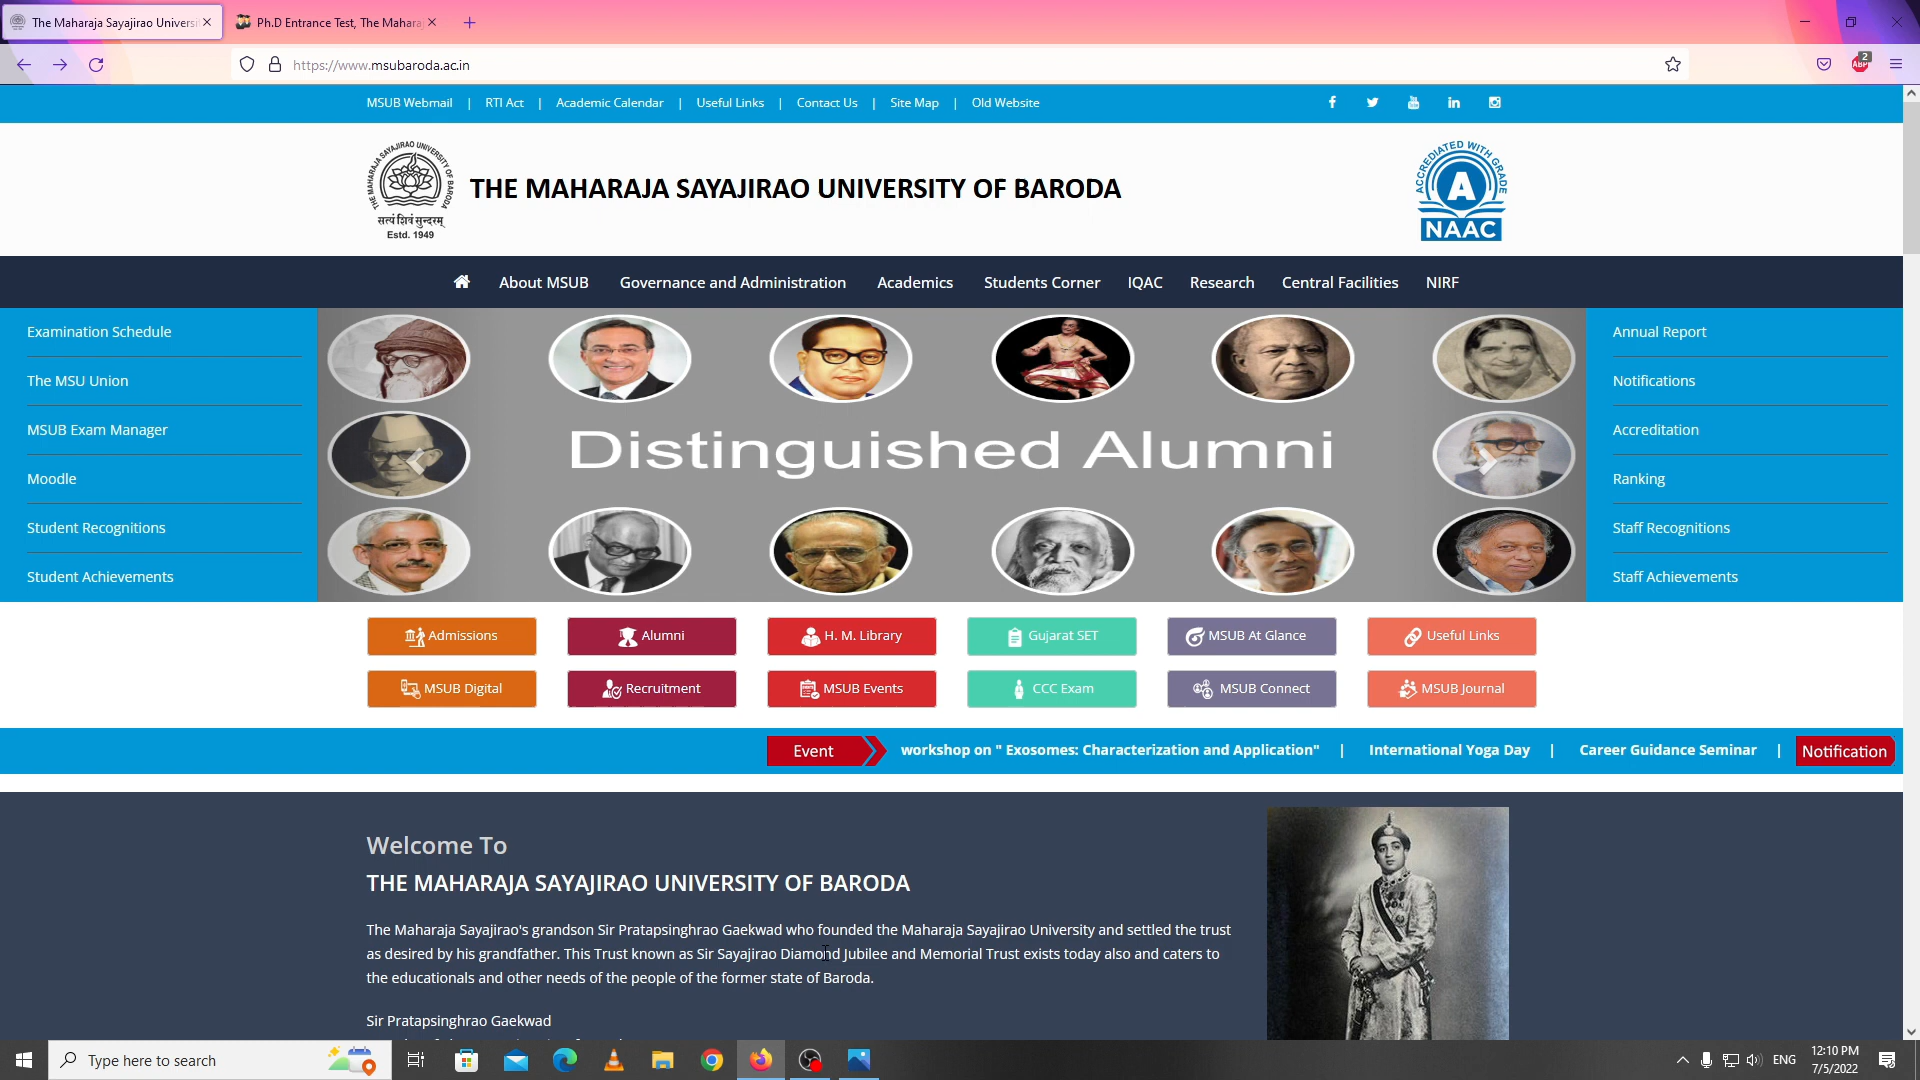 The Maharaja Sayajirao Universi
Ph.D Entrance Test, The Mahara
https://www.msubaroda.ac.in
2
ABP
MSUB Webmail | RTI Act | Academic Calendar | Useful Links | Contact Us | Site Map | Old Website
THE MAHARAJA SAYAJIRAO UNIVERSITY OF BARODA
सत्यं शिवं सुन्दरम्
Estd. 1949
THE MAHARAJA SAYAJIRAO UNIVERSITY OF BARODA
ACCREDITED WITH GRADE
A
NAAC
About MSUB Governance and Administration Academics Students Corner IQAC Research Central Facilities NIRF
Examination Schedule
The MSU Union
MSUB Exam Manager
Moodle
Student Recognitions
Student Achievements
Distinguished Alumni
Annual Report
Notifications
Accreditation
Ranking
Staff Recognitions
Staff Achievements
Admissions Alumni H. M. Library Gujarat SET MSUB At Glance Useful Links
MSUB Digital Recruitment MSUB Events CCC Exam MSUB Connect MSUB Journal
Event workshop on " Exosomes: Characterization and Application" | International Yoga Day | Career Guidance Seminar | Notification
Welcome To
THE MAHARAJA SAYAJIRAO UNIVERSITY OF BARODA
The Maharaja Sayajirao's grandson Sir Pratapsinghrao Gaekwad who founded the Maharaja Sayajirao University and settled the trust
as desired by his grandfather. This Trust known as Sir Sayajirao Diamond Jubilee and Memorial Trust exists today also and caters to
the educationals and other needs of the people of the former state of Baroda.
Sir Pratapsinghrao Gaekwad
Type here to search
ENG
12:10 PM
7/5/2022